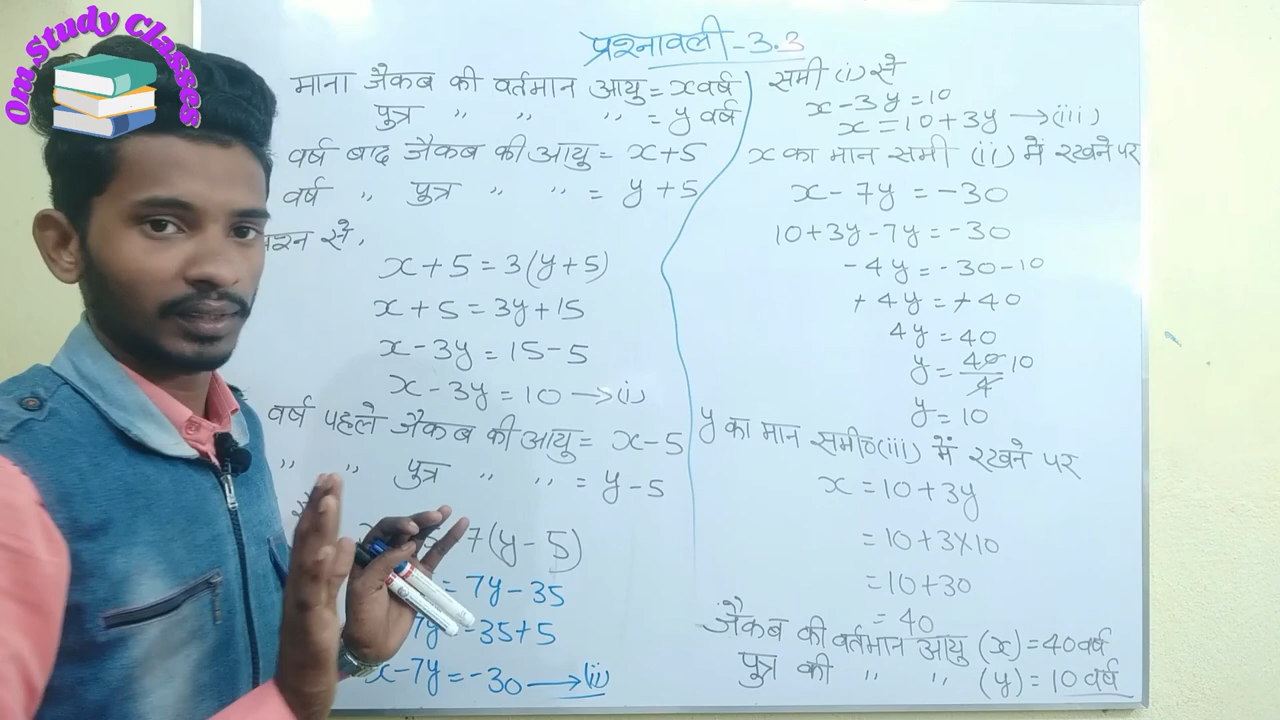 Om Study Classes
प्रश्नावली-3.3
माना जैकब की वर्तमान आयु = x वर्ष
पुत्र " " " = y वर्ष
वर्ष बाद जैकब की आयु = x+5
वर्ष " पुत्र " " = y+5
प्रश्न से,
x+5=3(y+5)
x+5=3y+15
x-3y=15-5
x-3y=10→(i)
वर्ष पहले जैकब की आयु = x-5
" " पुत्र " " = y-5
से
7(y-5)
= 7y-35
7y = -35+5
x-7y=-30→(ii)
समी (i) से
x-3y=10
x=10+3y→(iii)
x का मान समी (ii) में रखने पर
x-7y=-30
10+3y-7y=-30
-4y=-30-10
-4y=-40
4y=40
y=40/4 10
y=10
y का मान समी०(iii) में रखने पर
x=10+3y
=10+3×10
=10+30
=40
जैकब की वर्तमान आयु (x)=40वर्ष
पुत्र की " " (y)=10 वर्ष